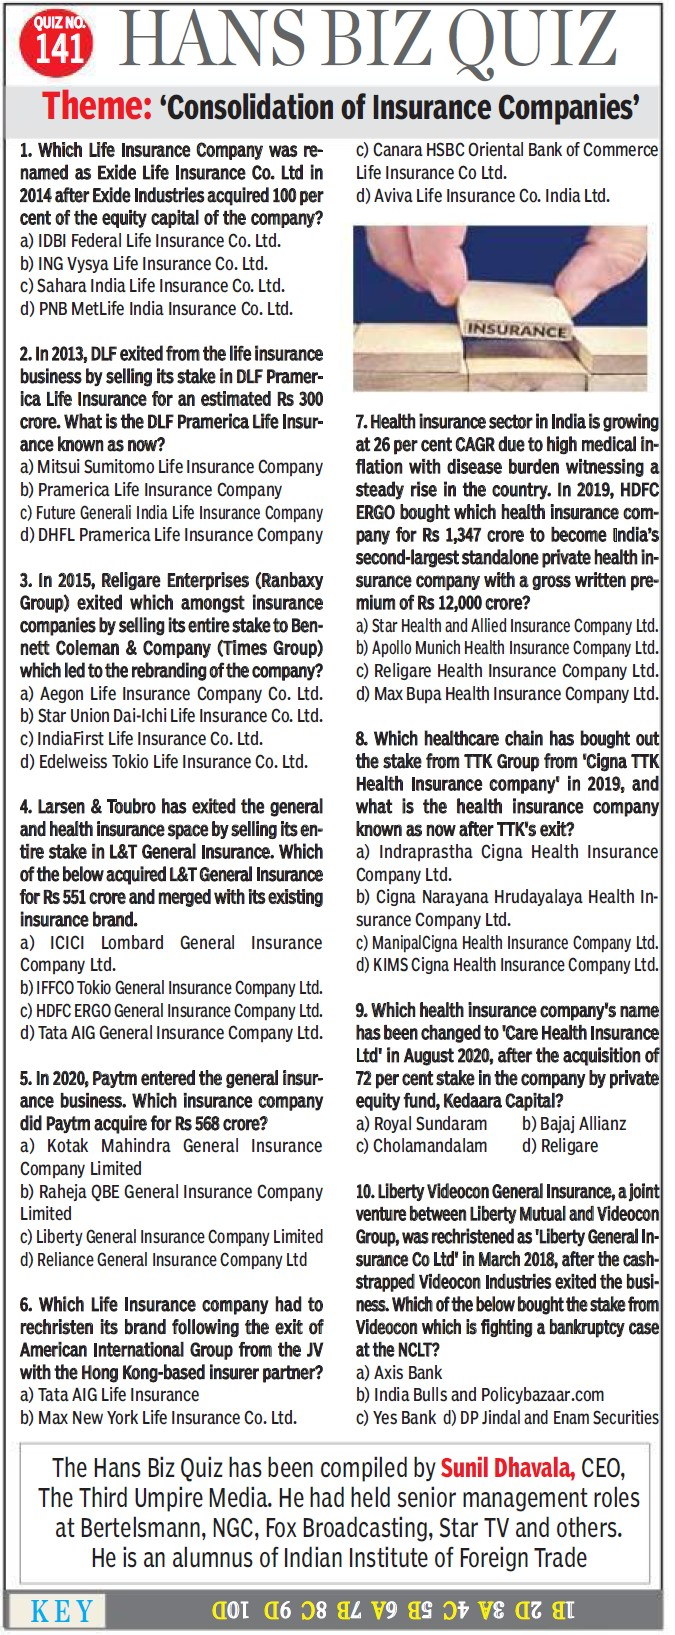 QUIZ NO.
141
HANS BIZ QUIZ
Theme: ‘Consolidation of Insurance Companies’
1. Which Life Insurance Company was re-
named as Exide Life Insurance Co. Ltd in
2014 after Exide Industries acquired 100 per
cent of the equity capital of the company?
a) IDBI Federal Life Insurance Co. Ltd.
b) ING Vysya Life Insurance Co. Ltd.
c) Sahara India Life Insurance Co. Ltd.
d) PNB MetLife India Insurance Co. Ltd.
2. In 2013, DLF exited from the life insurance
business by selling its stake in DLF Pramer-
ica Life Insurance for an estimated Rs 300
crore. What is the DLF Pramerica Life Insur-
ance known as now?
a) Mitsui Sumitomo Life Insurance Company
b) Pramerica Life Insurance Company
c) Future Generali India Life Insurance Company
d) DHFL Pramerica Life Insurance Company
3. In 2015, Religare Enterprises (Ranbaxy
Group) exited which amongst insurance
companies by selling its entire stake to Ben-
nett Coleman & Company (Times Group)
which led to the rebranding of the company?
a) Aegon Life Insurance Company Co. Ltd.
b) Star Union Dai-Ichi Life Insurance Co. Ltd.
c) IndiaFirst Life Insurance Co. Ltd.
d) Edelweiss Tokio Life Insurance Co. Ltd.
4. Larsen & Toubro has exited the general
and health insurance space by selling its en-
tire stake in L&T General Insurance. Which
of the below acquired L&T General Insurance
for Rs 551 crore and merged with its existing
insurance brand.
a) ICICI Lombard General Insurance
Company Ltd.
b) IFFCO Tokio General Insurance Company Ltd.
c) HDFC ERGO General Insurance Company Ltd.
d) Tata AIG General Insurance Company Ltd.
5. In 2020, Paytm entered the general insur-
ance business. Which insurance company
did Paytm acquire for Rs 568 crore?
a) Kotak Mahindra General Insurance
Company Limited
b) Raheja QBE General Insurance Company
Limited
c) Liberty General Insurance Company Limited
d) Reliance General Insurance Company Ltd
6. Which Life Insurance company had to
rechristen its brand following the exit of
American International Group from the JV
with the Hong Kong-based insurer partner?
a) Tata AIG Life Insurance
b) Max New York Life Insurance Co. Ltd.
c) Canara HSBC Oriental Bank of Commerce
Life Insurance Co Ltd.
d) Aviva Life Insurance Co. India Ltd.
INSURANCE
7. Health insurance sector in India is growing
at 26 per cent CAGR due to high medical in-
flation with disease burden witnessing a
steady rise in the country. In 2019, HDFC
ERGO bought which health insurance com-
pany for Rs 1,347 crore to become India's
second-largest standalone private health in-
surance company with a gross written pre-
mium of Rs 12,000 crore?
a) Star Health and Allied Insurance Company Ltd.
b) Apollo Munich Health Insurance Company Ltd.
c) Religare Health Insurance Company Ltd.
d) Max Bupa Health Insurance Company Ltd.
8. Which healthcare chain has bought out
the stake from TTK Group from 'Cigna TTK
Health Insurance company' in 2019, and
what is the health insurance company
known as now after TTK's exit?
a) Indraprastha Cigna Health Insurance
Company Ltd.
b) Cigna Narayana Hrudayalaya Health In-
surance Company Ltd.
c) ManipalCigna Health Insurance Company Ltd.
d) KIMS Cigna Health Insurance Company Ltd.
9. Which health insurance company's name
has been changed to 'Care Health Insurance
Ltd' in August 2020, after the acquisition of
72 per cent stake in the company by private
equity fund, Kedaara Capital?
a) Royal Sundaram b) Bajaj Allianz
c) Cholamandalam d) Religare
10. Liberty Videocon General Insurance, a joint
venture between Liberty Mutual and Videocon
Group, was rechristened as 'Liberty General In-
surance Co Ltd' in March 2018, after the cash-
strapped Videocon Industries exited the busi-
ness. Which of the below bought the stake from
Videocon which is fighting a bankruptcy case
at the NCLT?
a) Axis Bank
b) India Bulls and Policybazaar.com
c) Yes Bank d) DP Jindal and Enam Securities
The Hans Biz Quiz has been compiled by Sunil Dhavala, CEO,
The Third Umpire Media. He had held senior management roles
at Bertelsmann, NGC, Fox Broadcasting, Star TV and others.
He is an alumnus of Indian Institute of Foreign Trade
KEY
1B 2D 3A 4C 5B 6A 7B 8C 9D 10D